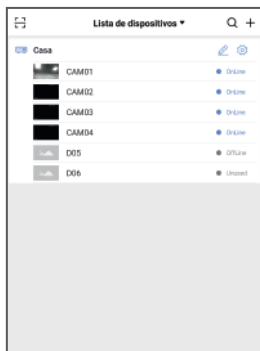 Lista de dispositivos
Casa
CAM01 OnLine
CAM02 OnLine
CAM03 OnLine
CAM04 OnLine
D05 OffLine
D06 Unused